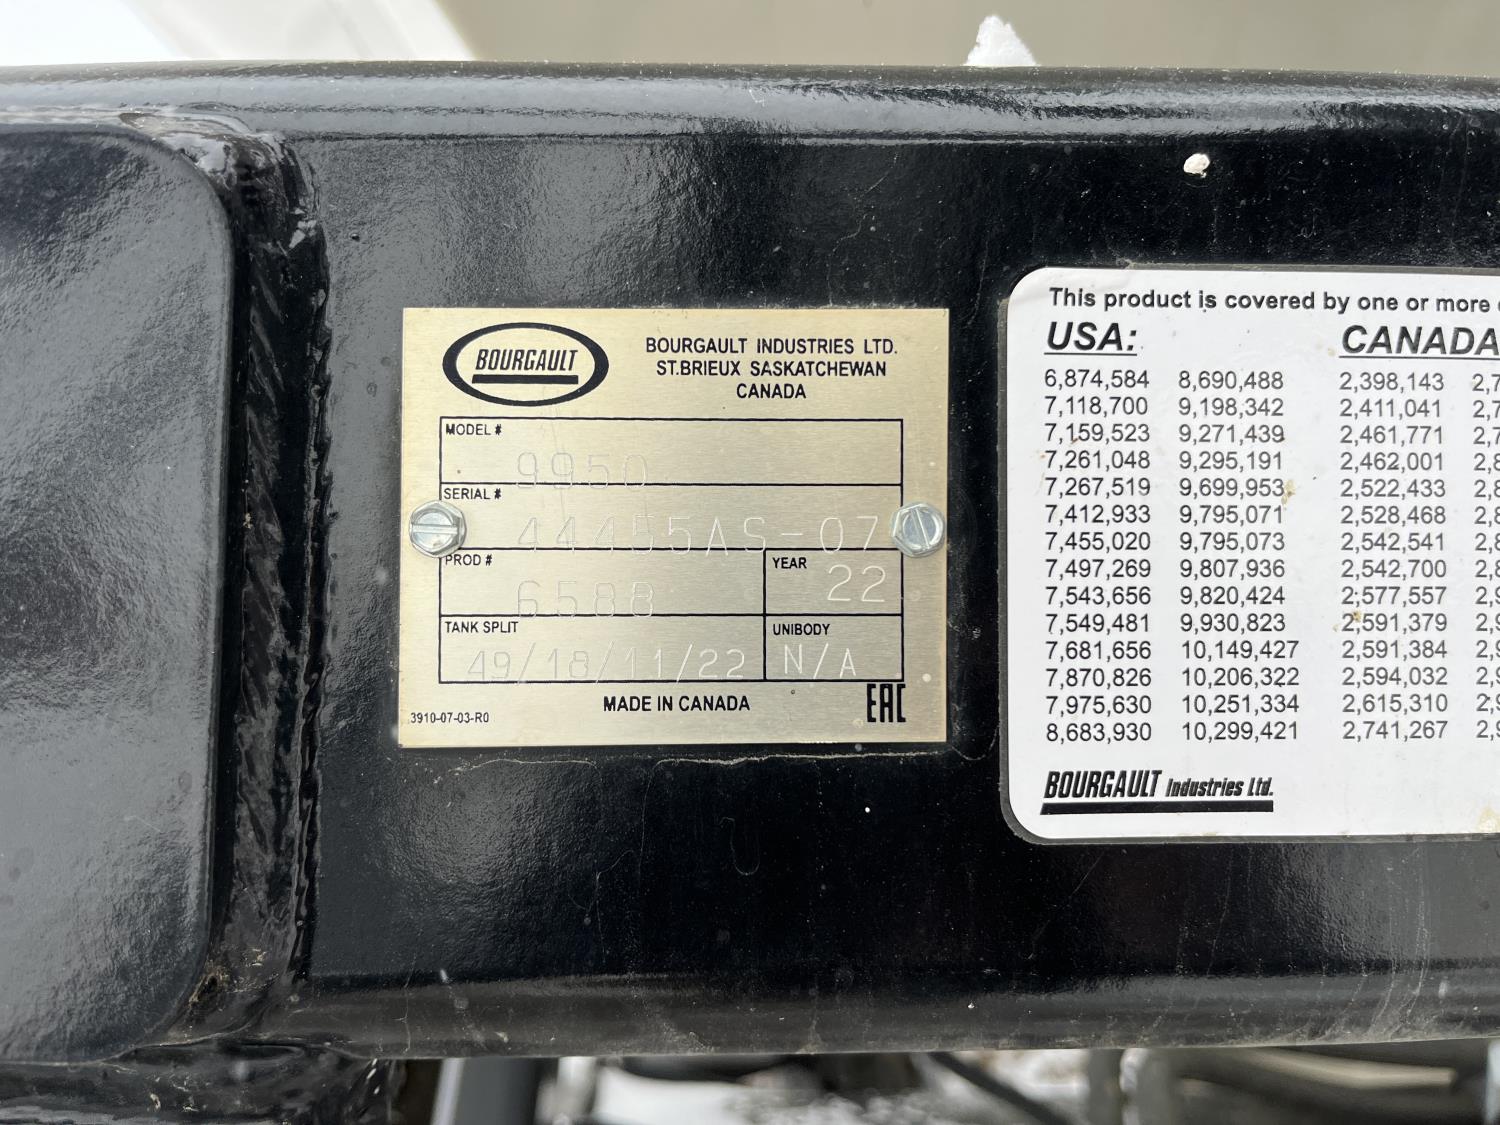 BOURGAULT
BOURGAULT INDUSTRIES LTD.
ST.BRIEUX SASKATCHEWAN
CANADA
MODEL #
9950
SERIAL #
44455AS-07
PROD #
6588
YEAR
22
TANK SPLIT
49/18/11/22
UNIBODY
N/A
MADE IN CANADA
EAC
3910-07-03-R0
This product is covered by one or more
USA: CANADA
6,874,584 8,690,488 2,398,143
7,118,700 9,198,342 2,411,041
7,159,523 9,271,439 2,461,771
7,261,048 9,295,191 2,462,001
7,267,519 9,699,953 2,522,433
7,412,933 9,795,071 2,528,468
7,455,020 9,795,073 2,542,541
7,497,269 9,807,936 2,542,700
7,543,656 9,820,424 2,577,557
7,549,481 9,930,823 2,591,379
7,681,656 10,149,427 2,591,384
7,870,826 10,206,322 2,594,032
7,975,630 10,251,334 2,615,310
8,683,930 10,299,421 2,741,267
BOURGAULT Industries Ltd.